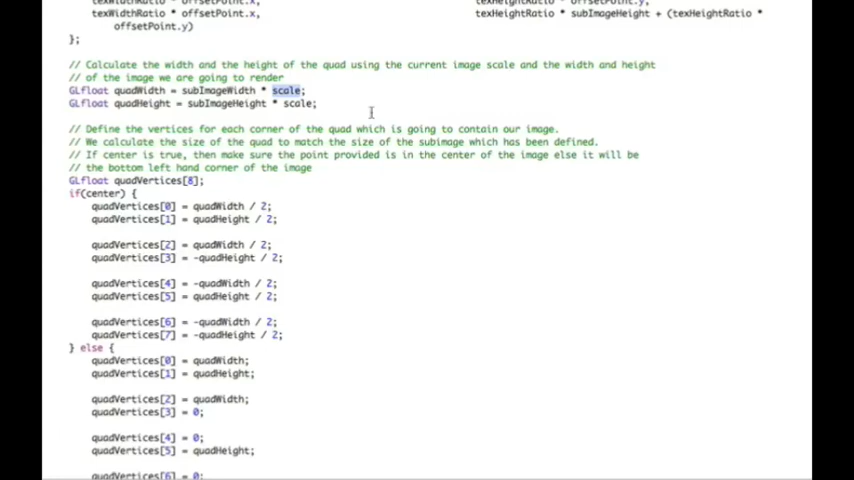 texWidthRatio * offsetPoint.x, texHeightRatio * offsetPoint.y,
texWidthRatio * offsetPoint.x, texHeightRatio * subImageHeight + (texHeightRatio *
offsetPoint.y)
};
// Calculate the width and the height of the quad using the current image scale and the width and height
// of the image we are going to render
GLfloat quadWidth = subImageWidth * scale;
GLfloat quadHeight = subImageHeight * scale;
// Define the vertices for each corner of the quad which is going to contain our image.
// We calculate the size of the quad to match the size of the subimage which has been defined.
// If center is true, then make sure the point provided is in the center of the image else it will be
// the bottom left hand corner of the image
GLfloat quadVertices[8];
if(center) {
quadVertices[0] = quadWidth / 2;
quadVertices[1] = quadHeight / 2;
quadVertices[2] = quadWidth / 2;
quadVertices[3] = -quadHeight / 2;
quadVertices[4] = -quadWidth / 2;
quadVertices[5] = quadHeight / 2;
quadVertices[6] = -quadWidth / 2;
quadVertices[7] = -quadHeight / 2;
} else {
quadVertices[0] = quadWidth;
quadVertices[1] = quadHeight;
quadVertices[2] = quadWidth;
quadVertices[3] = 0;
quadVertices[4] = 0;
quadVertices[5] = quadHeight;
quadVertices[6] = 0;